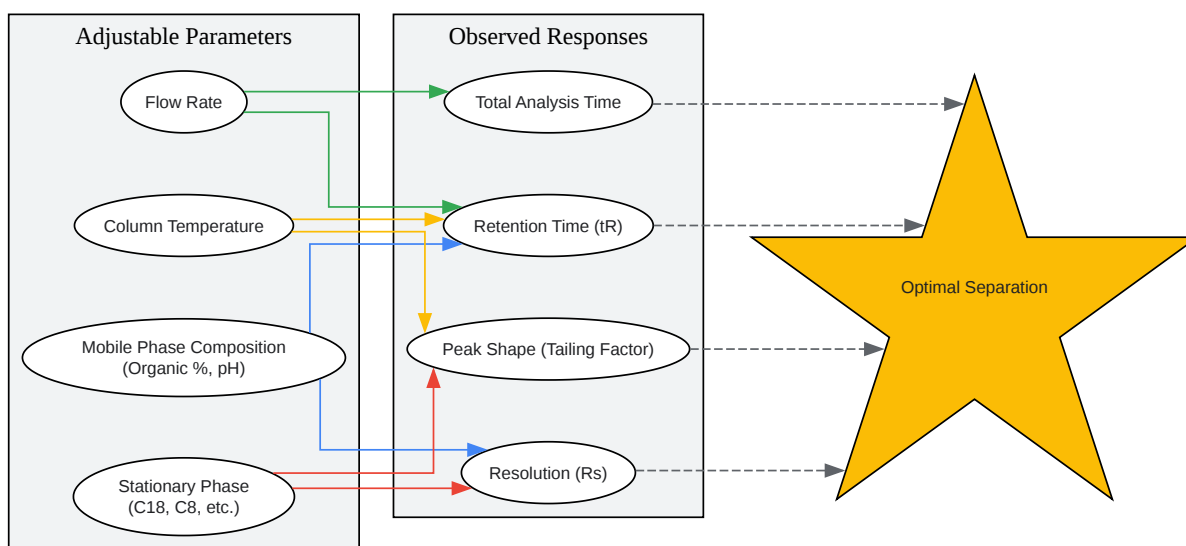 Adjustable Parameters
Flow Rate
Column Temperature
Mobile Phase Composition
(Organic %, pH)
Stationary Phase
(C18, C8, etc.)
Observed Responses
Total Analysis Time
Retention Time (tR)
Peak Shape (Tailing Factor)
Resolution (Rs)
Optimal Separation